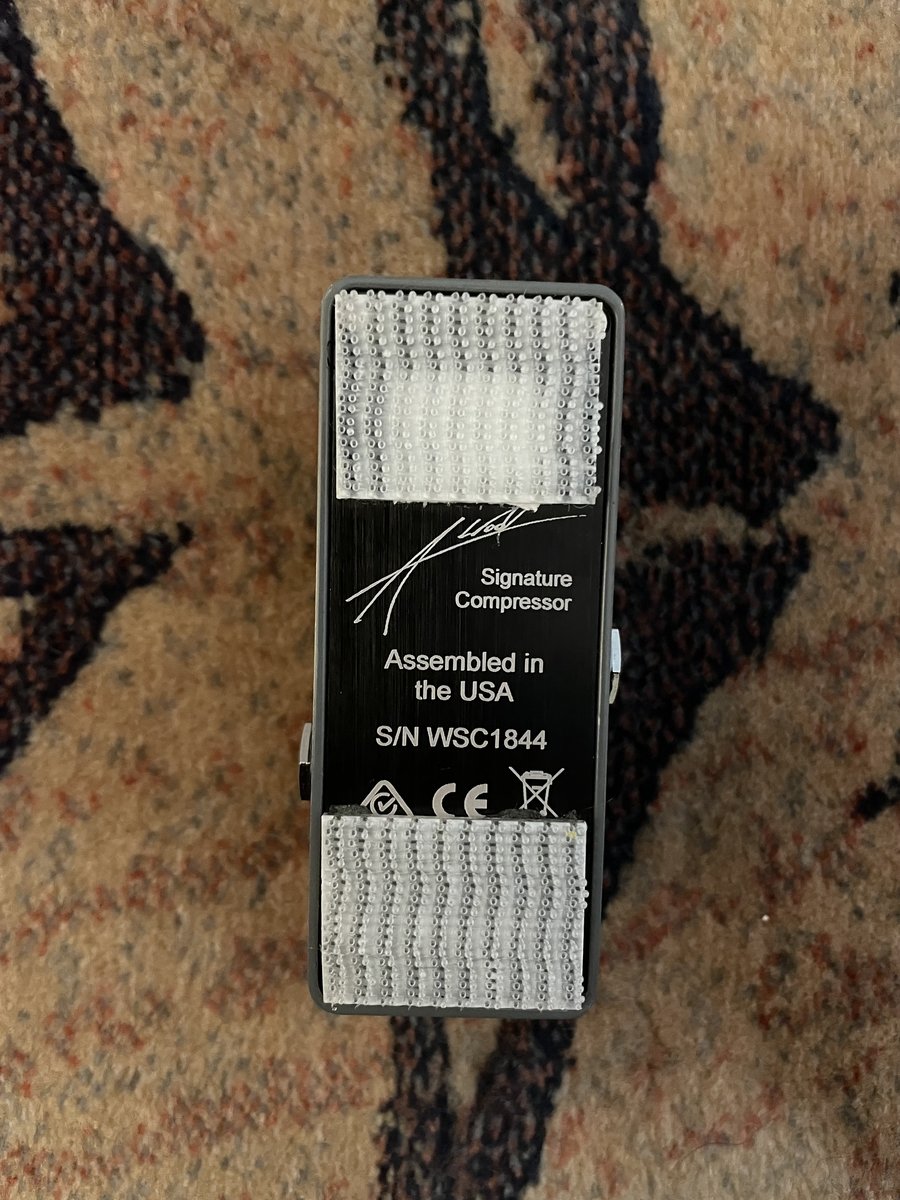 Signature
Compressor
Assembled in
the USA
S/N WSC1844
CE